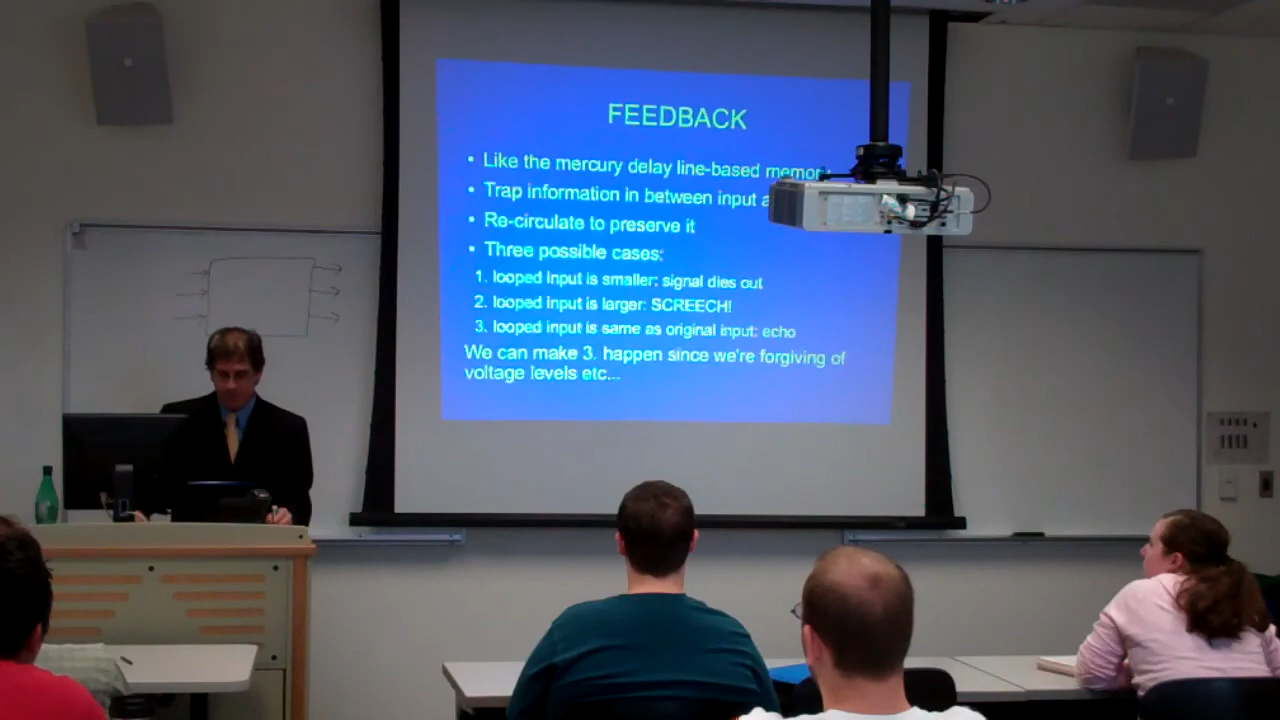 FEEDBACK
• Like the mercury delay line-based memory
• Trap information in between input
• Re-circulate to preserve it
• Three possible cases:
1. looped input is smaller: signal dies out
2. looped input is larger: SCREECH!
3. looped input is same as original input: echo
We can make 3. happen since we're forgiving of
voltage levels etc...